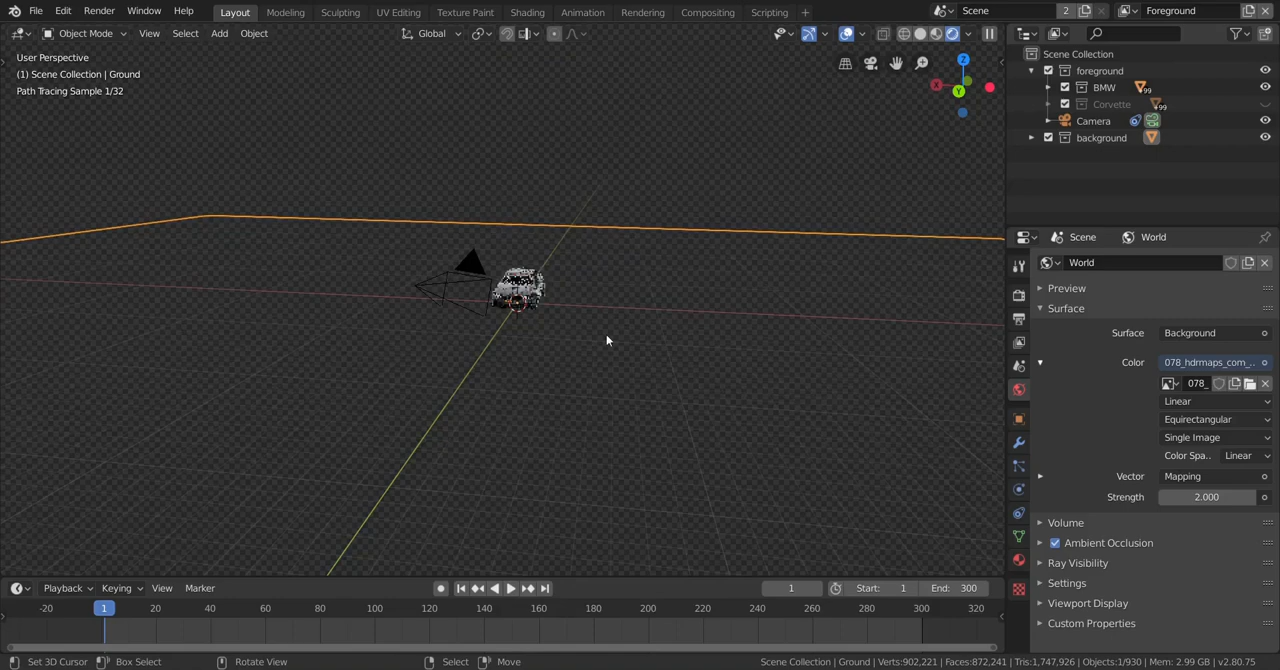 File Edit Render Window Help Layout Modeling Sculpting UV Editing Texture Paint Shading Animation Rendering Compositing Scripting + Scene 2 Foreground
Object Mode View Select Add Object Global
User Perspective
(1) Scene Collection | Ground
Path Tracing Sample 1/32
Z
X
Y
Scene Collection
foreground
BMW 99
Corvette 99
Camera
background
Scene World
World
Preview
Surface
Surface Background
Color 078_hdrmaps_com_..
078_
Linear
Equirectangular
Single Image
Color Spa.. Linear
Vector Mapping
Strength 2.000
Volume
Ambient Occlusion
Ray Visibility
Settings
Viewport Display
Custom Properties
Playback Keying View Marker 1 Start: 1 End: 300
-20 1 20 40 60 80 100 120 140 160 180 200 220 240 260 280 300 320
Set 3D Cursor Box Select Rotate View Select Move Scene Collection | Ground | Verts:902,221 | Faces:872,241 | Tris:1,747,926 | Objects:1/930 | Mem: 2.99 GB | v2.80.75